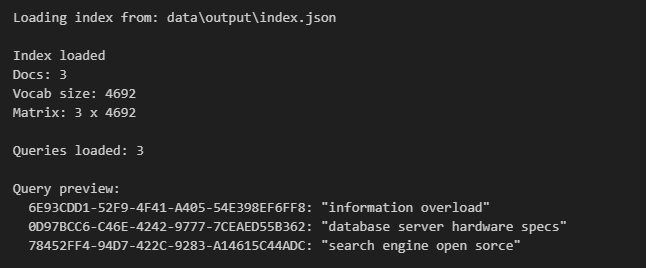 Loading index from: data\output\index.json
Index loaded
Docs: 3
Vocab size: 4692
Matrix: 3 x 4692
Queries loaded: 3
Query preview:
6E93CDD1-52F9-4F41-A405-54E398EF6FF8: "information overload"
0D97BCC6-C46E-4242-9777-7CEAED55B362: "database server hardware specs"
78452FF4-94D7-422C-9283-A14615C44ADC: "search engine open sorce"